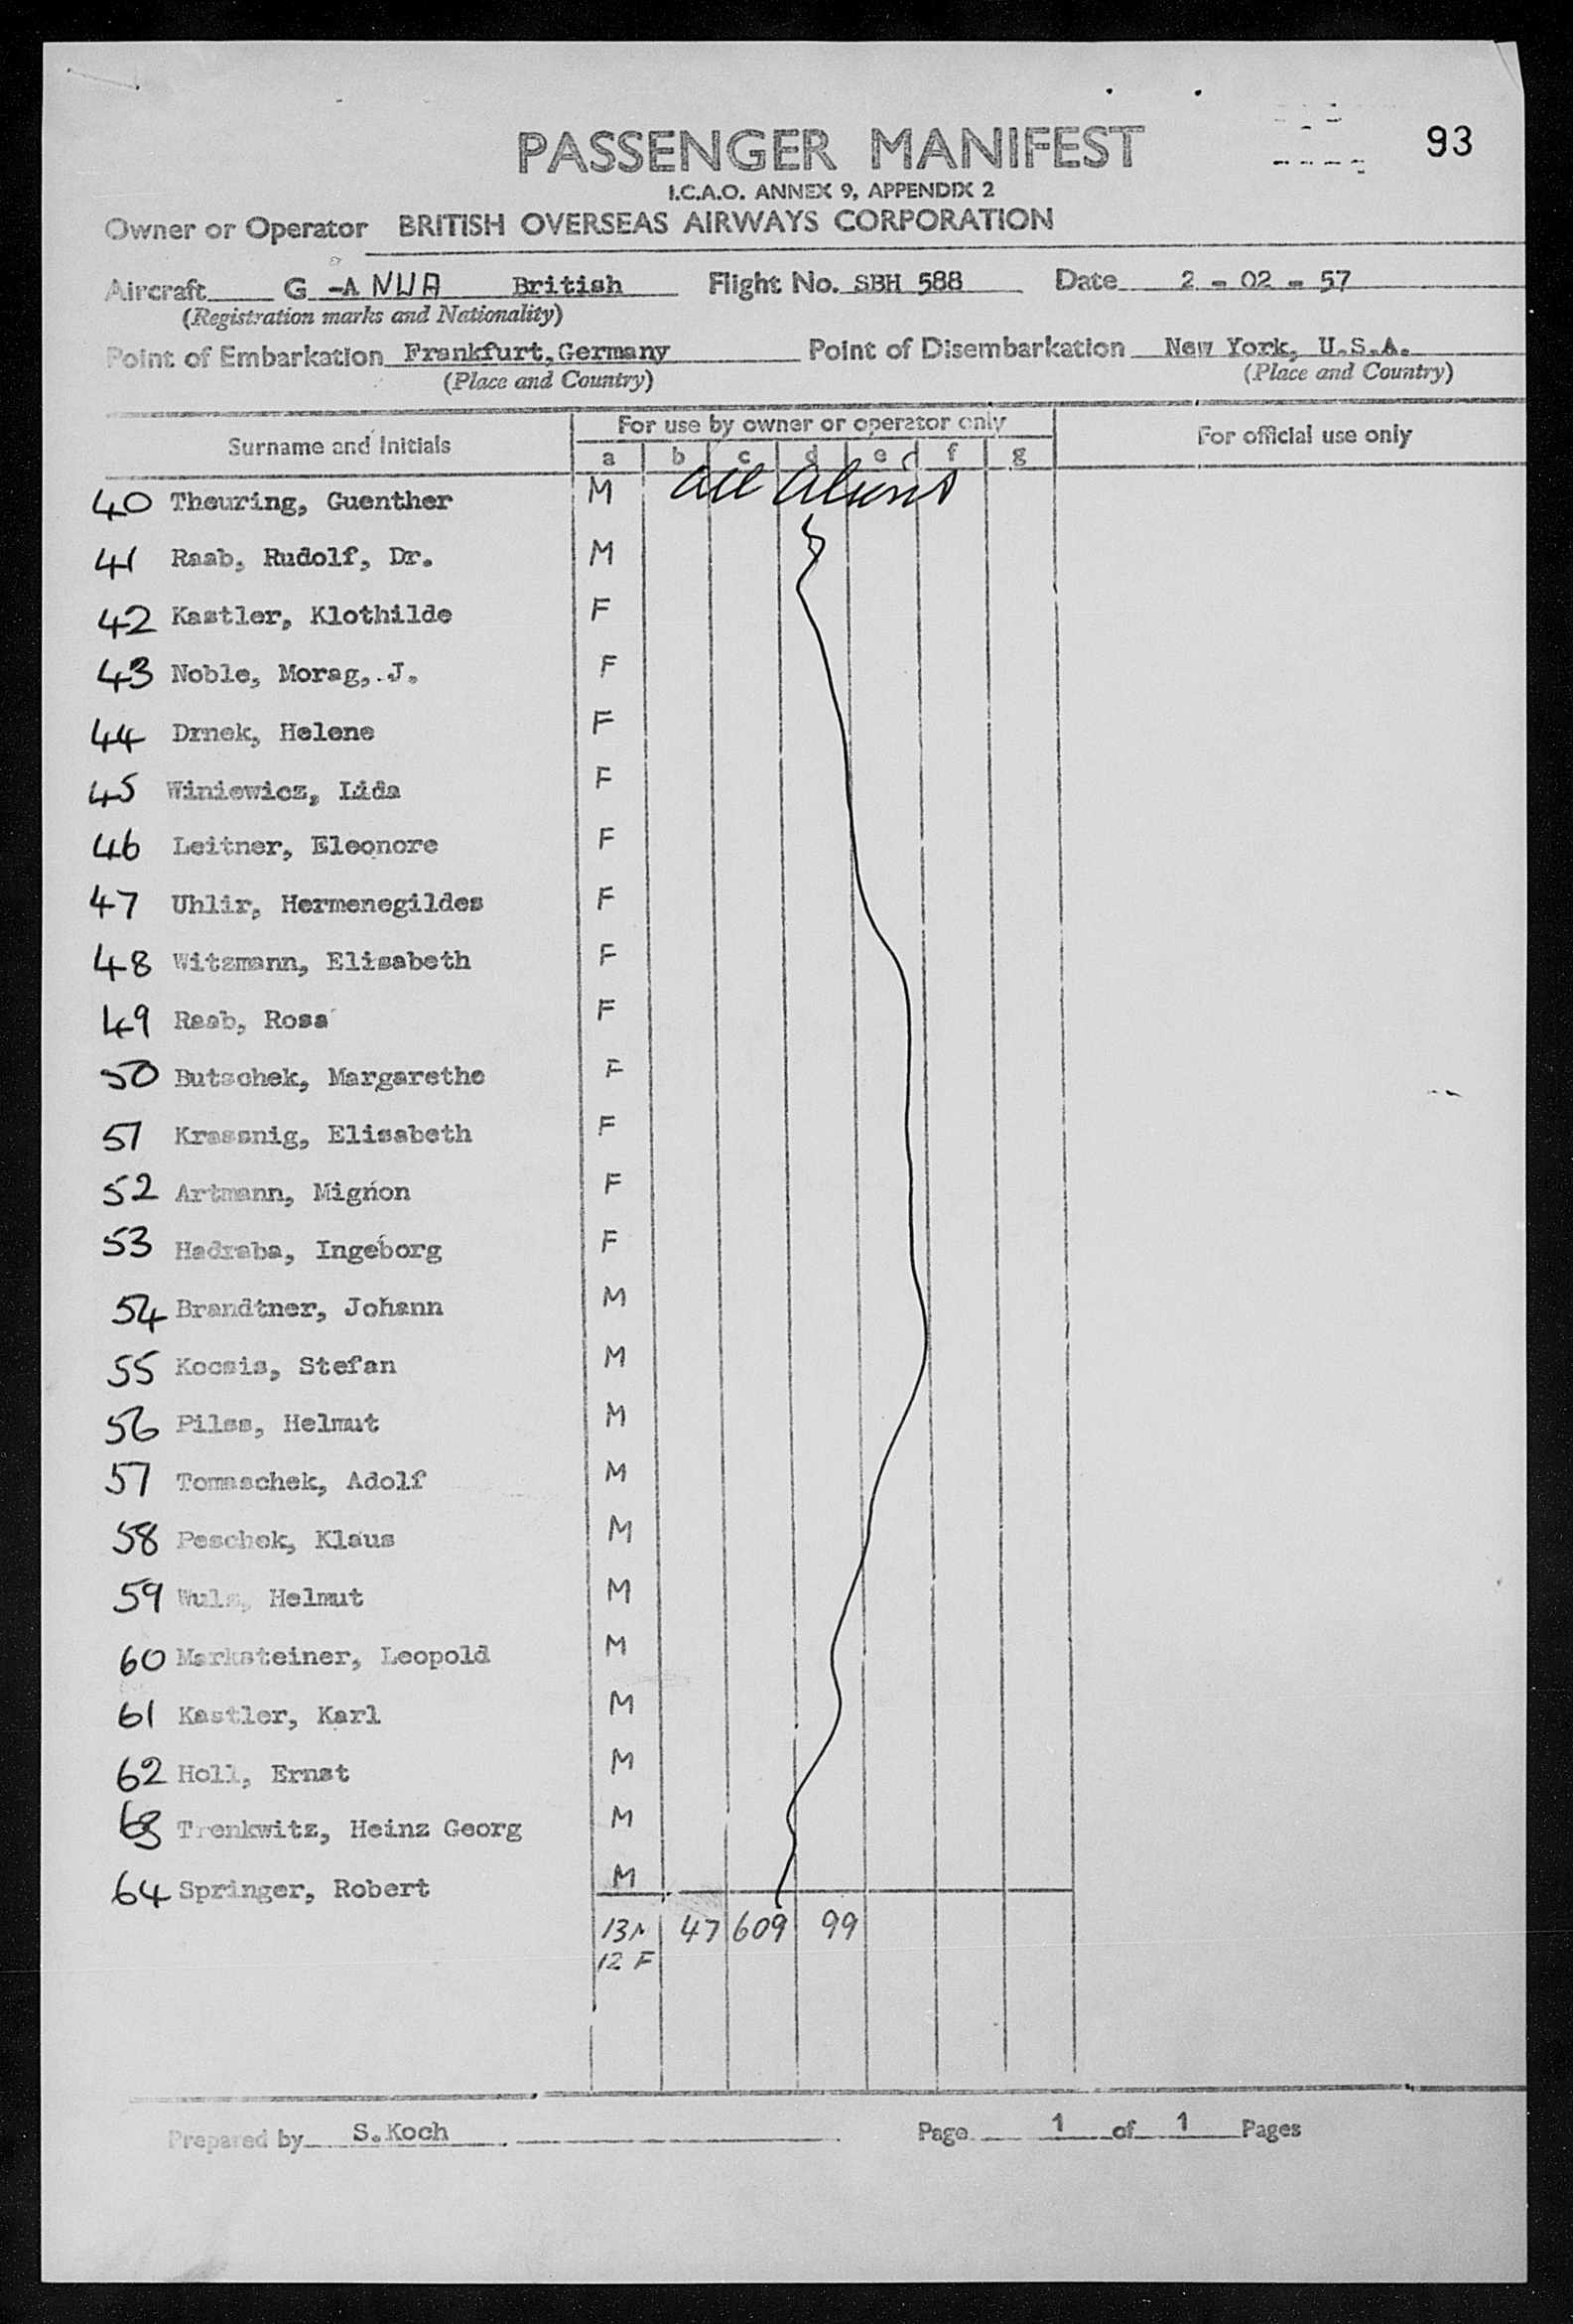 93
PASSENGER MANIFEST
I.C.A.O. ANNEX 9, APPENDIX 2
Owner or Operator BRITISH OVERSEAS AIRWAYS CORPORATION
Aircraft G -A NUA British Flight No. SBH 588 Date 2 - 02 - 57
(Registration marks and Nationality)
Point of Embarkation Frankfurt, Germany Point of Disembarkation New York, U.S.A.
(Place and Country) (Place and Country)
Surname and Initials For use by owner or operator only For official use only
a b c d e f g
all aliens
40 Theuring, Guenther M
41 Raab, Rudolf, Dr. M
42 Kastler, Klothilde F
43 Noble, Morag, J. F
44 Drnek, Helene F
45 Winiewicz, Lida F
46 Leitner, Eleonore F
47 Uhlir, Hermenegildes F
48 Witzmann, Elisabeth F
49 Raab, Rosa F
50 Butschek, Margarethe F
51 Krassnig, Elisabeth F
52 Artmann, Mignon F
53 Hadraba, Ingeborg F
54 Brandtner, Johann M
55 Kocsis, Stefan M
56 Pilss, Helmut M
57 Tomaschek, Adolf M
58 Peschek, Klaus M
59 Helmut M
60 Marksteiner, Leopold M
61 Kastler, Karl M
62 Holl, Ernst M
63 Trenkwitz, Heinz Georg M
64 Springer, Robert M
13M 47 609 99
12 F
Prepared by S.Koch Page 1 of 1 Pages